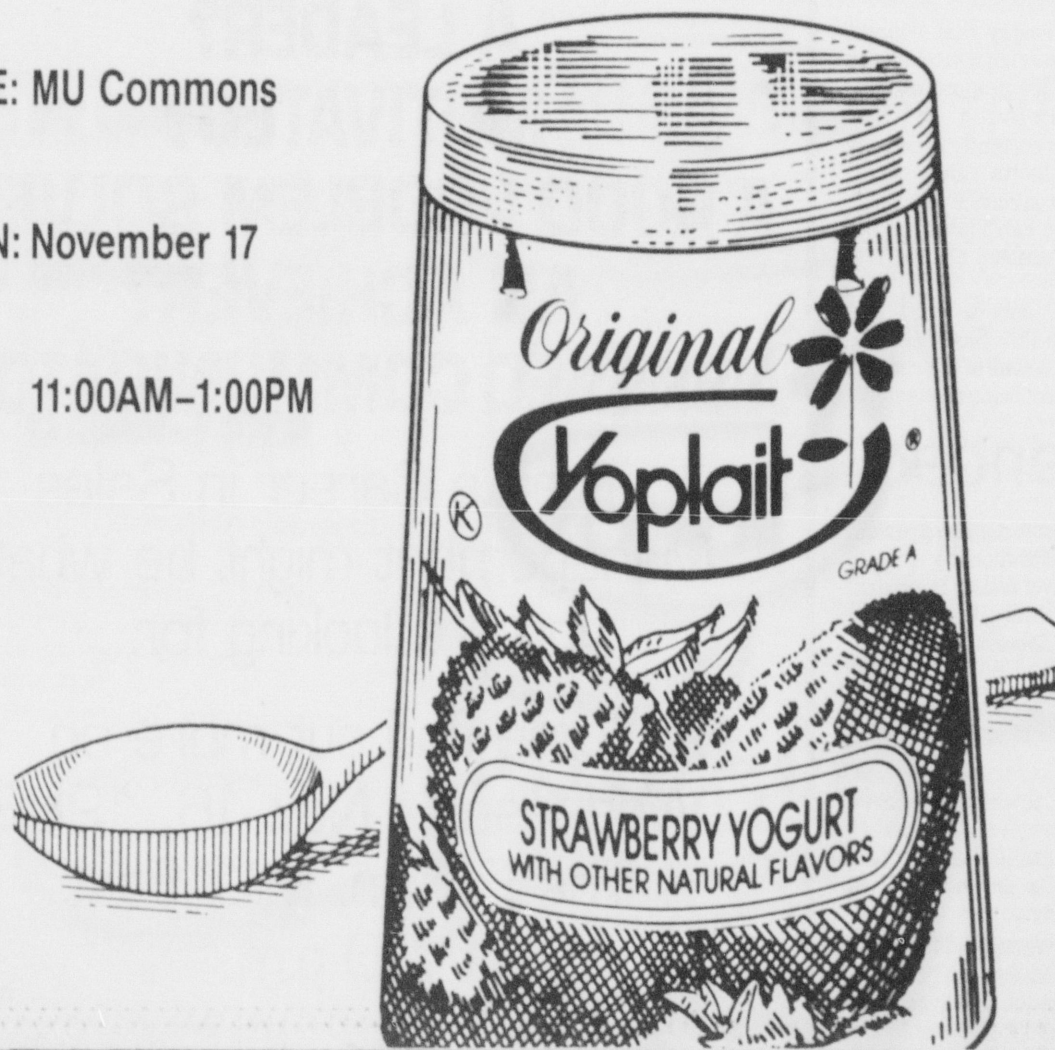 E: MU Commons
N: November 17
11:00AM–1:00PM
Original
Yoplait ®
K
GRADE A
STRAWBERRY YOGURT
WITH OTHER NATURAL FLAVORS